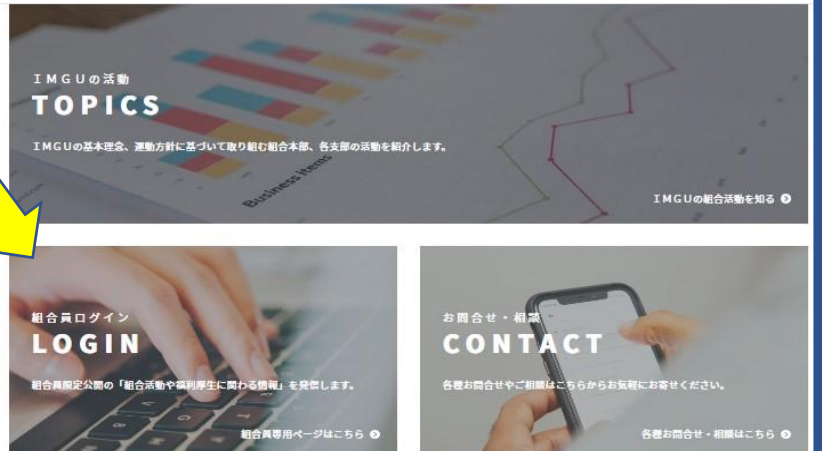 IMGUの活動
TOPICS
IMGUの基本理念、運動方針に基づいて取り組む組合本部、各支部の活動を紹介します。
Business items
IMGUの組合活動を知る
組合員ログイン
LOGIN
組合員限定公開の「組合活動や福利厚生に関わる情報」を発信します。
組合員専用ページはこちら
お問合せ・相談
CONTACT
各種お問合せやご相談はこちらからお気軽にお寄せください。
各種お問合せ・相談はこちら